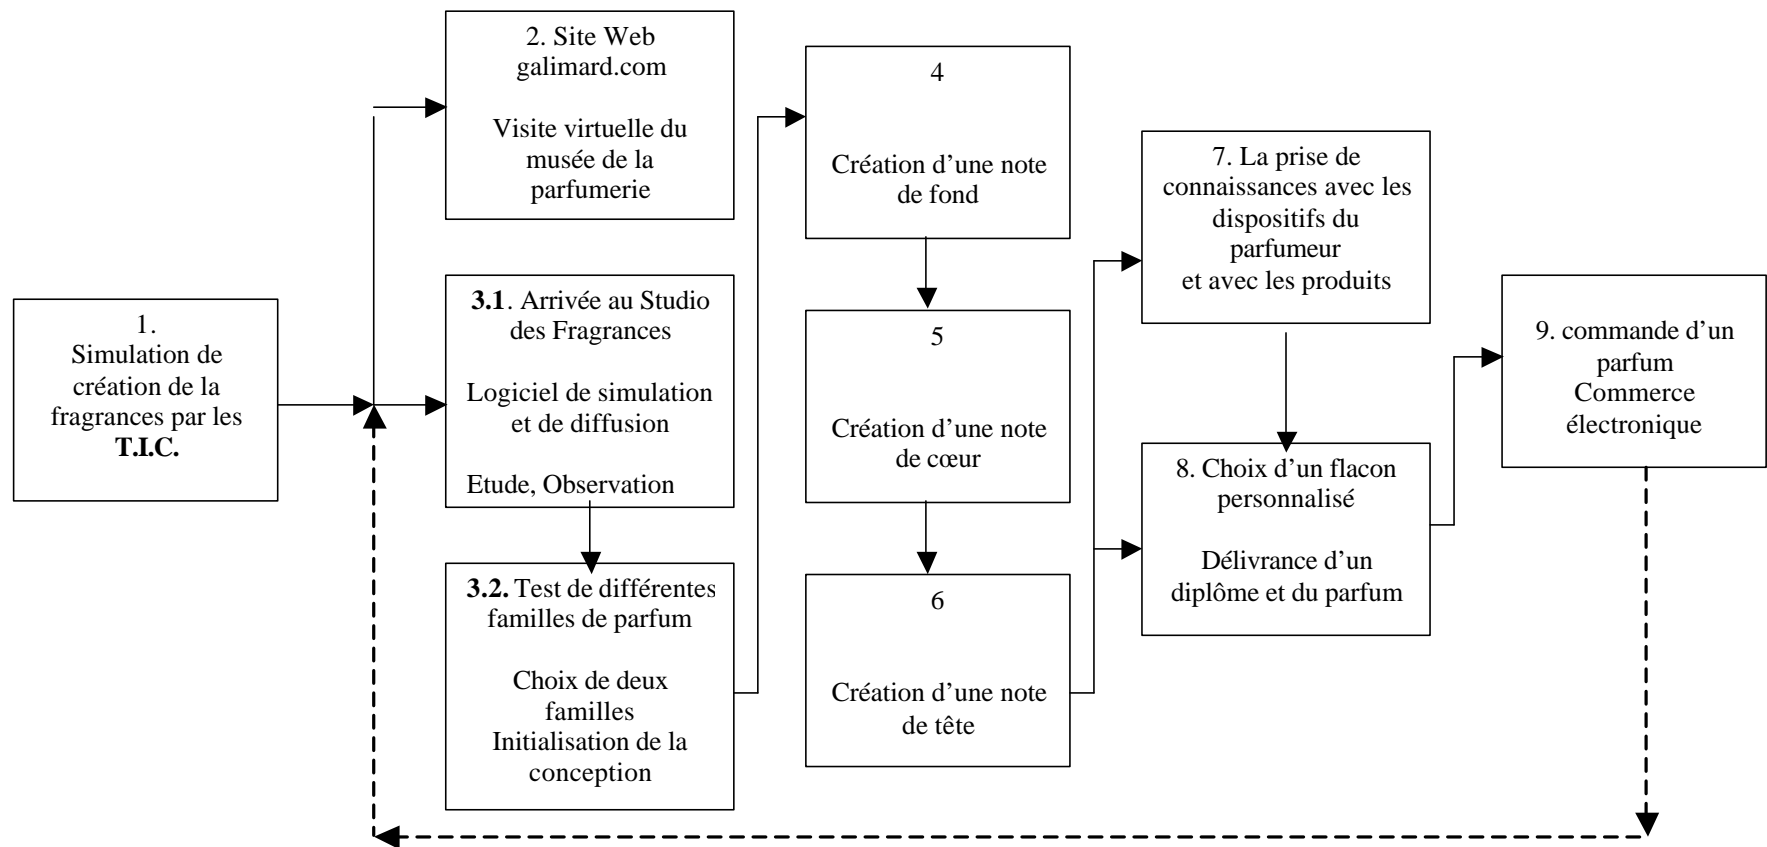 1.
Simulation de
création de la
fragrances par les
T.I.C.
2. Site Web
galimard.com
Visite virtuelle du
musée de la
parfumerie
3.1. Arrivée au Studio
des Fragrances
Logiciel de simulation
et de diffusion
Etude, Observation
3.2. Test de différentes
familles de parfum
Choix de deux
familles
Initialisation de la
conception
4
Création d’une note
de fond
5
Création d’une note
de cœur
6
Création d’une note
de tête
7. La prise de
connaissances avec les
dispositifs du
parfumeur
et avec les produits
8. Choix d’un flacon
personnalisé
Délivrance d’un
diplôme et du parfum
9. commande d’un
parfum
Commerce
électronique